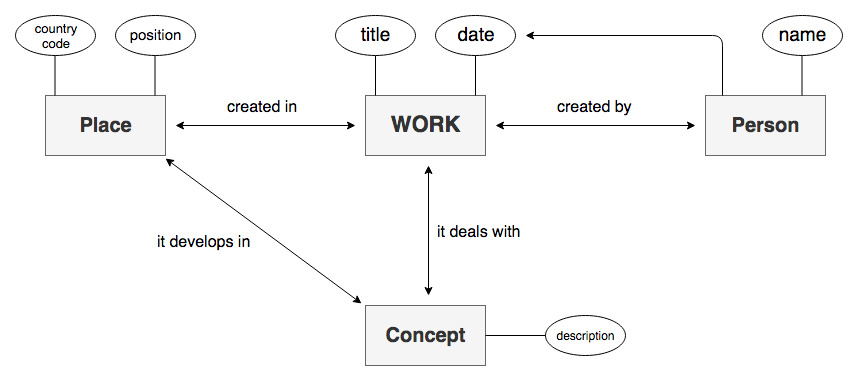 country
code
position
title
date
name
Place
created in
WORK
created by
Person
it develops in
it deals with
Concept
description